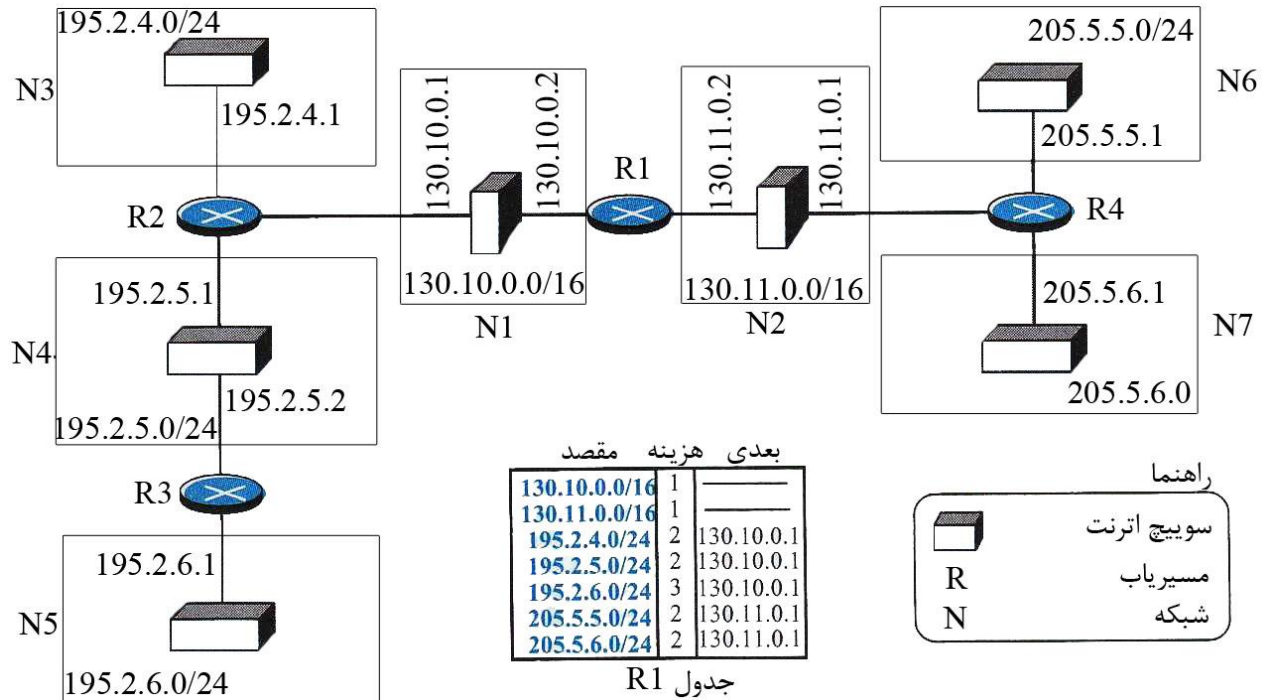 195.2.4.0/24
N3
195.2.4.1
130.10.0.1
130.10.0.2
R1
130.11.0.2
130.11.0.1
205.5.5.0/24
N6
205.5.5.1
R2
R4
195.2.5.1
130.10.0.0/16
N1
130.11.0.0/16
N2
205.5.6.1
N7
205.5.6.0
N4
195.2.5.2
195.2.5.0/24
R3
195.2.6.1
N5
195.2.6.0/24
مقصد هزینه بعدی
130.10.0.0/16 1
130.11.0.0/16 1
195.2.4.0/24 2 130.10.0.1
195.2.5.0/24 2 130.10.0.1
195.2.6.0/24 3 130.10.0.1
205.5.5.0/24 2 130.11.0.1
205.5.6.0/24 2 130.11.0.1
جدول R1
راهنما
سوییچ اترنت
R مسیریاب
N شبکه